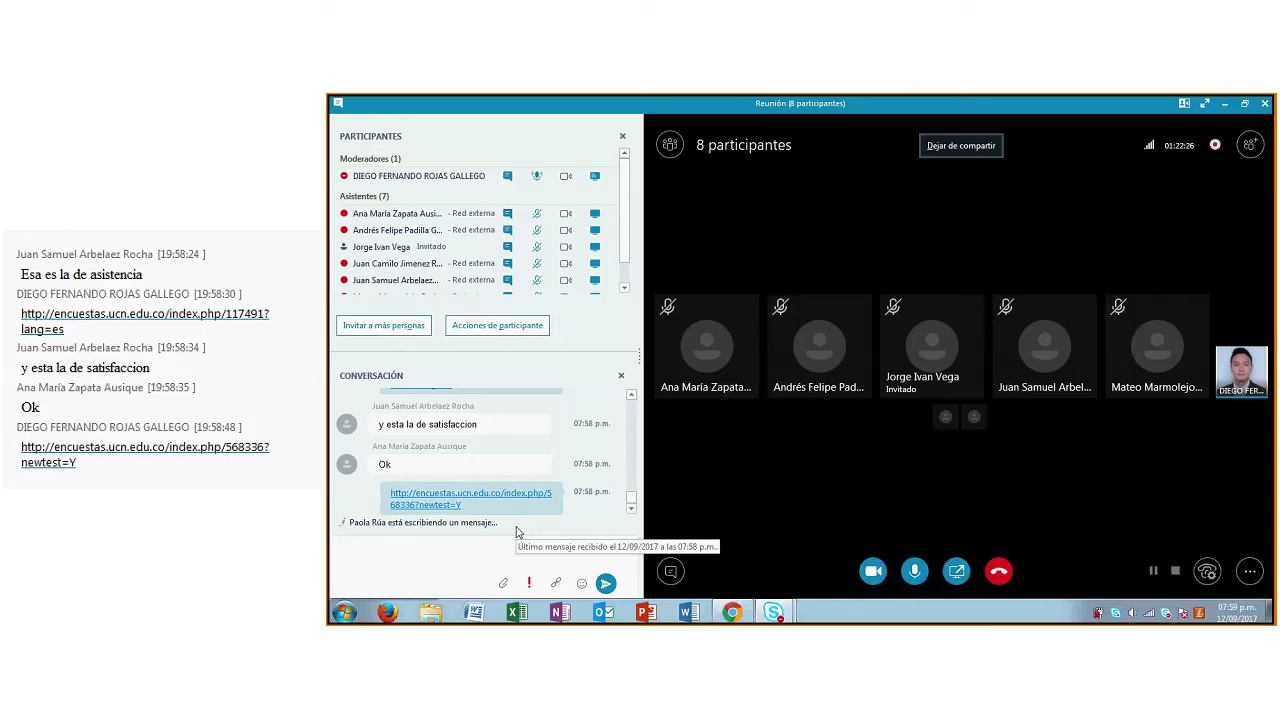 Juan Samuel Arbelaez Rocha [19:58:24 ]
Esa es la de asistencia
DIEGO FERNANDO ROJAS GALLEGO [19:58:30 ]
http://encuestas.ucn.edu.co/index.php/117491?
lang=es
Juan Samuel Arbelaez Rocha [19:58:34 ]
y esta la de satisfaccion
Ana María Zapata Ausique [19:58:35 ]
Ok
DIEGO FERNANDO ROJAS GALLEGO [19:58:48 ]
http://encuestas.ucn.edu.co/index.php/568336?
newtest=Y
Reunión (8 participantes)
PARTICIPANTES
Moderadores (1)
DIEGO FERNANDO ROJAS GALLEGO
Asistentes (7)
Ana María Zapata Ausi... - Red externa
Andrés Felipe Padilla G... - Red externa
Jorge Ivan Vega Invitado
Juan Camilo Jimenez R... - Red externa
Juan Samuel Arbelaez... - Red externa
Invitar a más personas
Acciones de participante
CONVERSACIÓN
Juan Samuel Arbelaez Rocha
y esta la de satisfaccion 07:58 p.m.
Ana María Zapata Ausique
Ok 07:58 p.m.
http://encuestas.ucn.edu.co/index.php/5 07:58 p.m.
68336?newtest=Y
Paola Rúa está escribiendo un mensaje...
Último mensaje recibido el 12/09/2017 a las 07:58 p.m..
8 participantes
Dejar de compartir
01:22:26
Ana María Zapata...
Andrés Felipe Pad...
Jorge Ivan Vega
Invitado
Juan Samuel Arbel...
Mateo Marmolejo...
DIEGO FER...
07:59 p.m.
12/09/2017